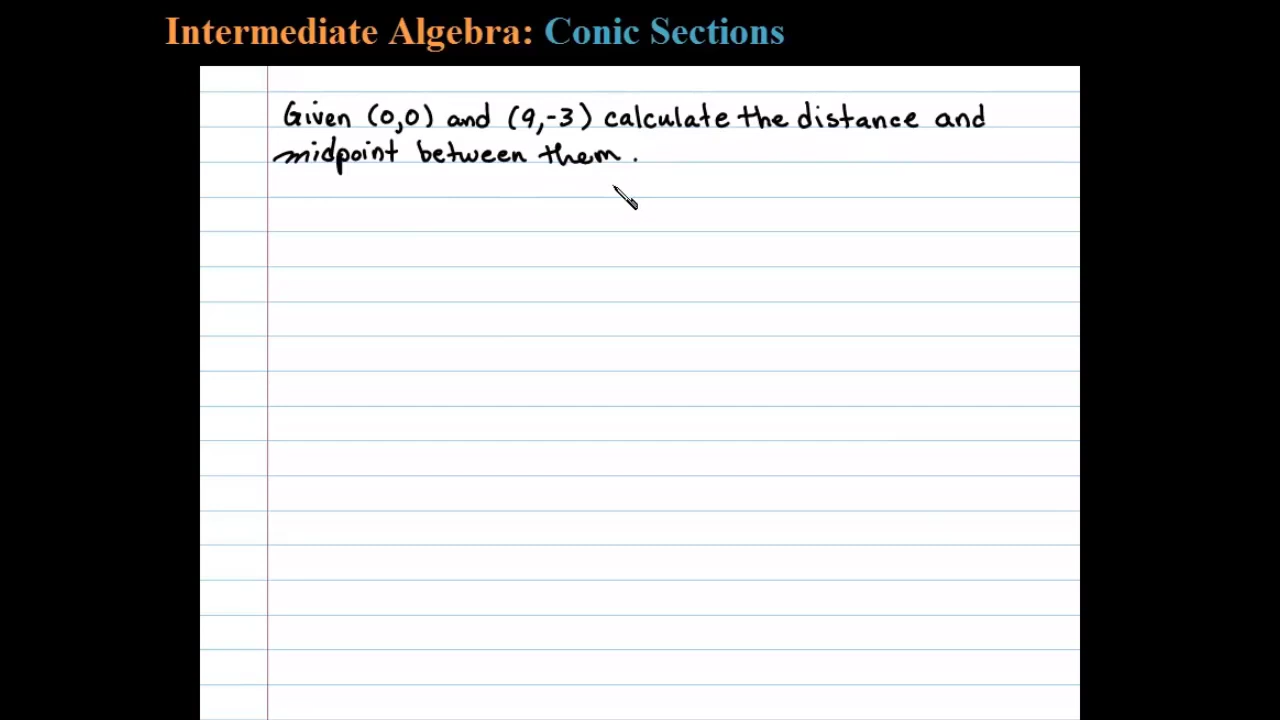 Intermediate Algebra: Conic Sections
Given (0,0) and (9,-3) calculate the distance and
midpoint between them.